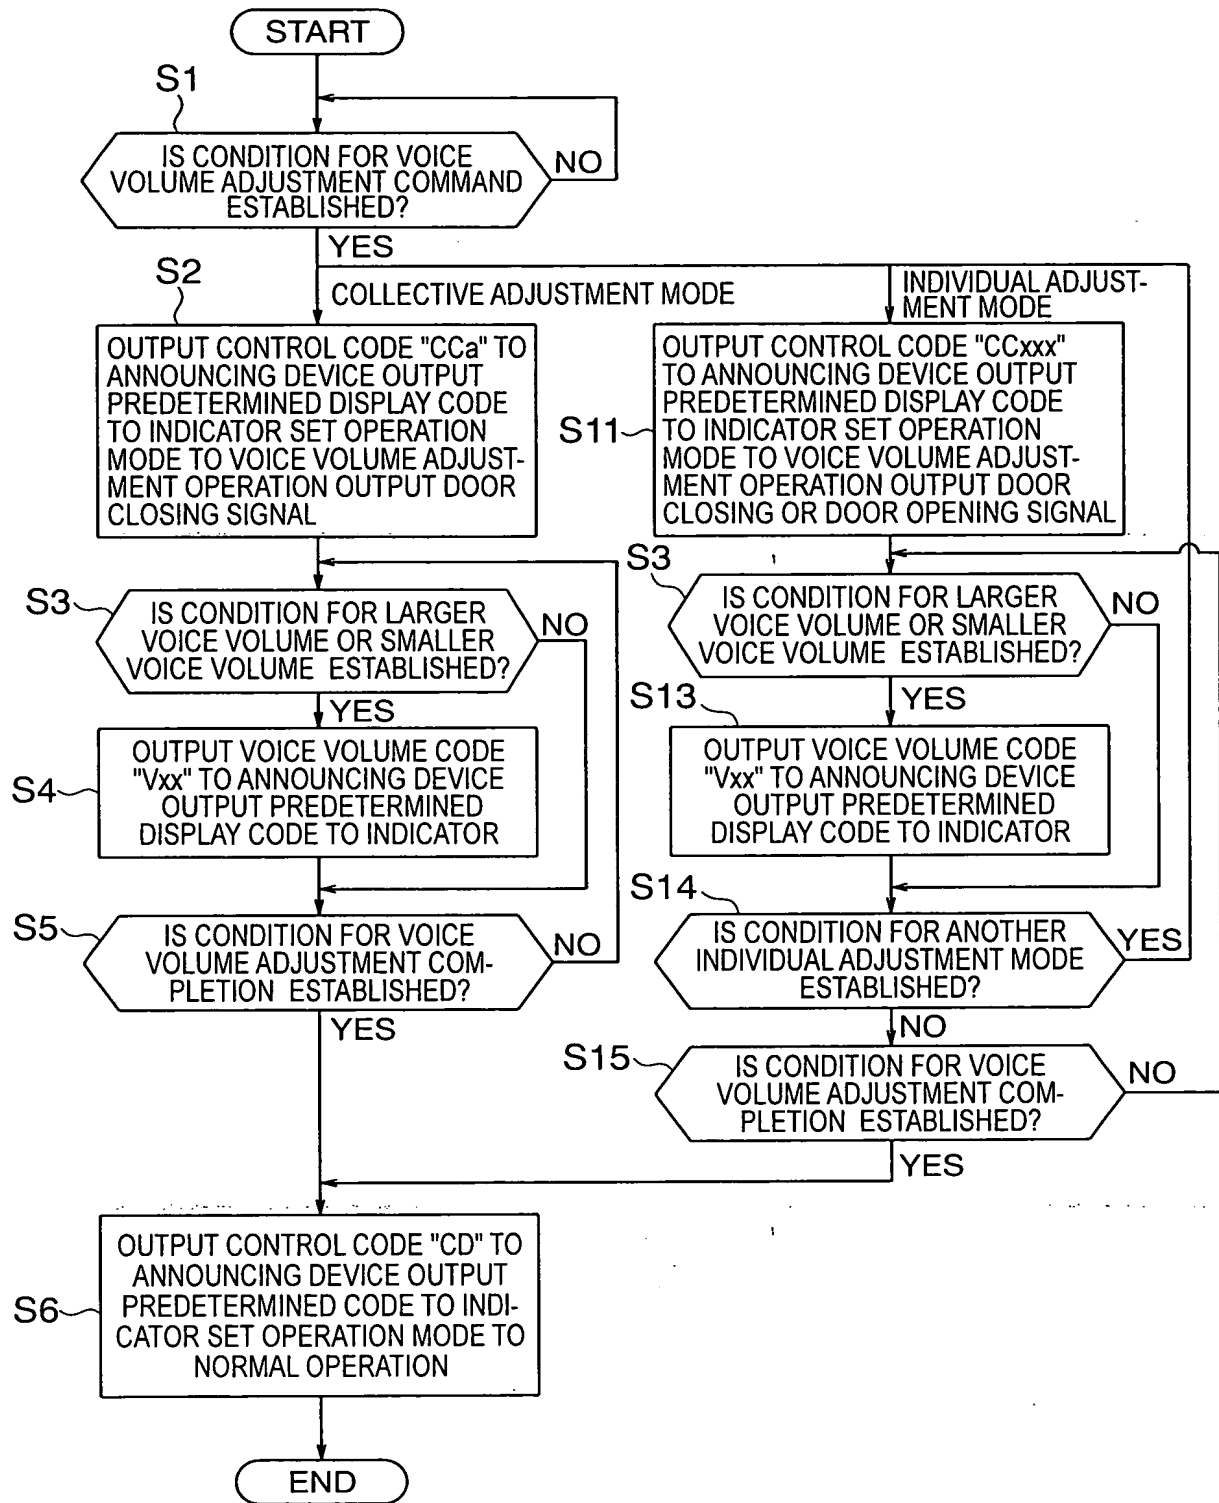 START
S1
IS CONDITION FOR VOICE
VOLUME ADJUSTMENT COMMAND
ESTABLISHED?
NO
YES
S2
COLLECTIVE ADJUSTMENT MODE
INDIVIDUAL ADJUST-
MENT MODE
OUTPUT CONTROL CODE "CCa" TO
ANNOUNCING DEVICE OUTPUT
PREDETERMINED DISPLAY CODE
TO INDICATOR SET OPERATION
MODE TO VOICE VOLUME ADJUST-
MENT OPERATION OUTPUT DOOR
CLOSING SIGNAL
S11
OUTPUT CONTROL CODE "CCxxx"
TO ANNOUNCING DEVICE OUTPUT
PREDETERMINED DISPLAY CODE
TO INDICATOR SET OPERATION
MODE TO VOICE VOLUME ADJUST-
MENT OPERATION OUTPUT DOOR
CLOSING OR DOOR OPENING SIGNAL
S3
IS CONDITION FOR LARGER
VOICE VOLUME OR SMALLER
VOICE VOLUME ESTABLISHED?
NO
YES
S3
IS CONDITION FOR LARGER
VOICE VOLUME OR SMALLER
VOICE VOLUME ESTABLISHED?
NO
YES
S4
OUTPUT VOICE VOLUME CODE
"Vxx" TO ANNOUNCING DEVICE
OUTPUT PREDETERMINED
DISPLAY CODE TO INDICATOR
S13
OUTPUT VOICE VOLUME CODE
"Vxx" TO ANNOUNCING DEVICE
OUTPUT PREDETERMINED
DISPLAY CODE TO INDICATOR
S5
IS CONDITION FOR VOICE
VOLUME ADJUSTMENT COM-
PLETION ESTABLISHED?
NO
YES
S14
IS CONDITION FOR ANOTHER
INDIVIDUAL ADJUSTMENT MODE
ESTABLISHED?
YES
NO
S15
IS CONDITION FOR VOICE
VOLUME ADJUSTMENT COM-
PLETION ESTABLISHED?
NO
YES
S6
OUTPUT CONTROL CODE "CD" TO
ANNOUNCING DEVICE OUTPUT
PREDETERMINED CODE TO INDI-
CATOR SET OPERATION MODE TO
NORMAL OPERATION
END